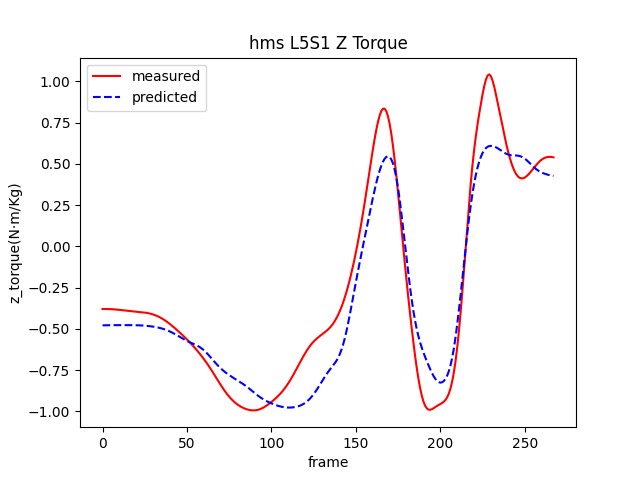 hms L5S1 Z Torque
measured
predicted
z_torque(N·m/Kg)
1.00
0.75
0.50
0.25
0.00
−0.25
−0.50
−0.75
−1.00
0 50 100 150 200 250
frame